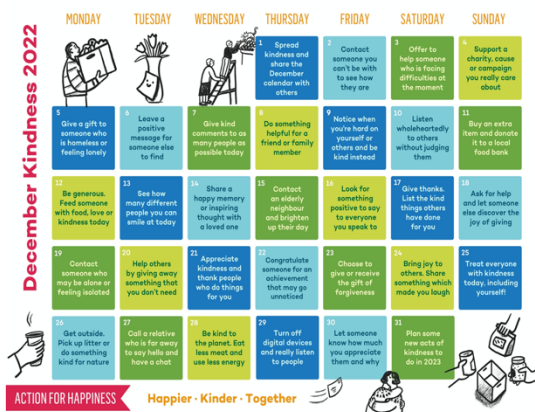 December Kindness 2022
MONDAY
TUESDAY
WEDNESDAY
THURSDAY
FRIDAY
SATURDAY
SUNDAY
1
Spread
kindness and
share the
December
calendar with
others
2
Contact
someone you
can't be with
to see how
they are
3
Offer to
help someone
who is facing
difficulties at
the moment
4
Support a
charity, cause
or campaign
you really care
about
5
Give a gift to
someone who
is homeless or
feeling lonely
6
Leave a
positive
message for
someone else
to find
7
Give kind
comments to as
many people as
possible today
8
Do something
helpful for a
friend or family
member
9
Notice when
you're hard on
yourself or
others and be
kind instead
10
Listen
wholeheartedly
to others
without judging
them
11
Buy an extra
item and donate
it to a local
food bank
12
Be generous.
Feed someone
with food, love or
kindness today
13
See how
many different
people you can
smile at today
14
Share a
happy memory
or inspiring
thought with
a loved one
15
Contact
an elderly
neighbour
and brighten
up their day
16
Look for
something
positive to say
to everyone
you speak to
17
Give thanks.
List the kind
things others
have done
for you
18
Ask for help
and let someone
else discover the
joy of giving
19
Contact
someone who
may be alone or
feeling isolated
20
Help others
by giving away
something that
you don't need
21
Appreciate
kindness and
thank people
who do things
for you
22
Congratulate
someone for an
achievement
that may go
unnoticed
23
Choose to
give or receive
the gift of
forgiveness
24
Bring joy to
others. Share
something which
made you laugh
25
Treat everyone
with kindness
today, including
yourself!
26
Get outside.
Pick up litter or
do something
kind for nature
27
Call a relative
who is far away
to say hello and
have a chat
28
Be kind to
the planet. Eat
less meat and
use less energy
29
Turn off
digital devices
and really listen
to people
30
Let someone
know how much
you appreciate
them and why
31
Plan some
new acts of
kindness to
do in 2023
ACTION FOR HAPPINESS
Happier · Kinder · Together